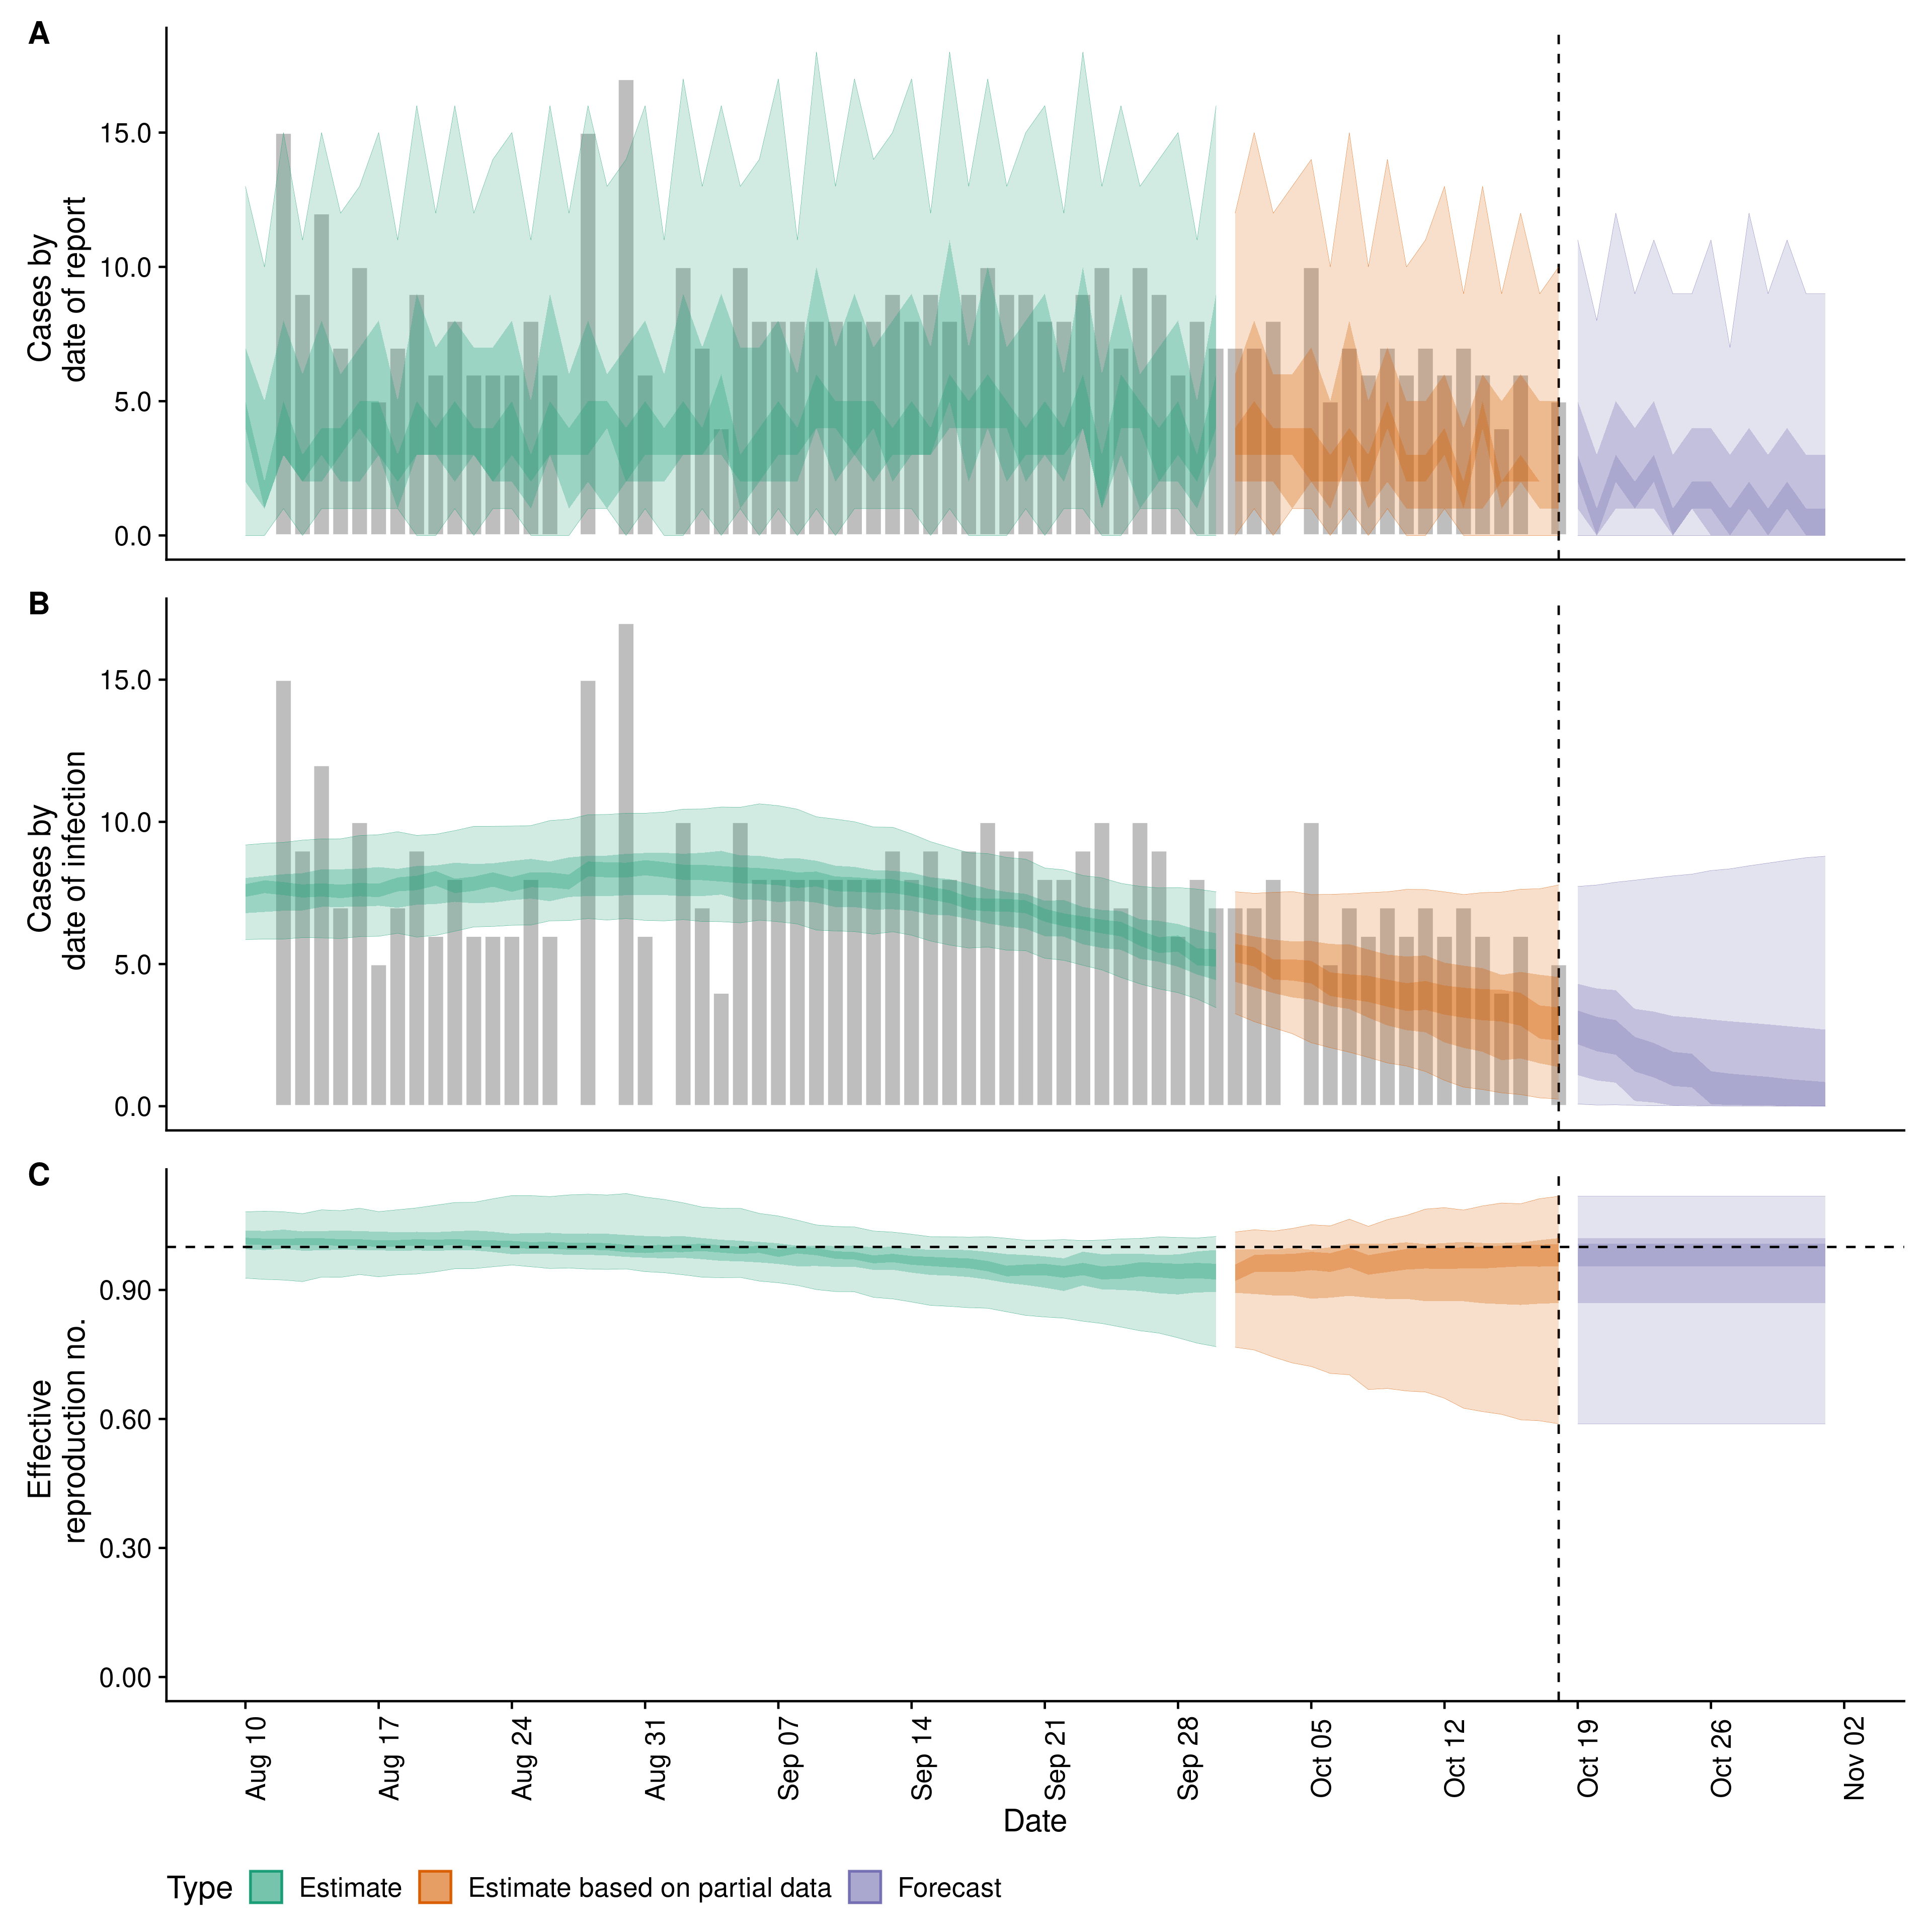 A
Cases by
date of report
15.0
10.0
5.0
0.0
B
Cases by
date of infection
15.0
10.0
5.0
0.0
C
Effective
reproduction no.
0.90
0.60
0.30
0.00
Aug 10
Aug 17
Aug 24
Aug 31
Sep 07
Sep 14
Sep 21
Sep 28
Oct 05
Oct 12
Oct 19
Oct 26
Nov 02
Date
Type Estimate Estimate based on partial data Forecast